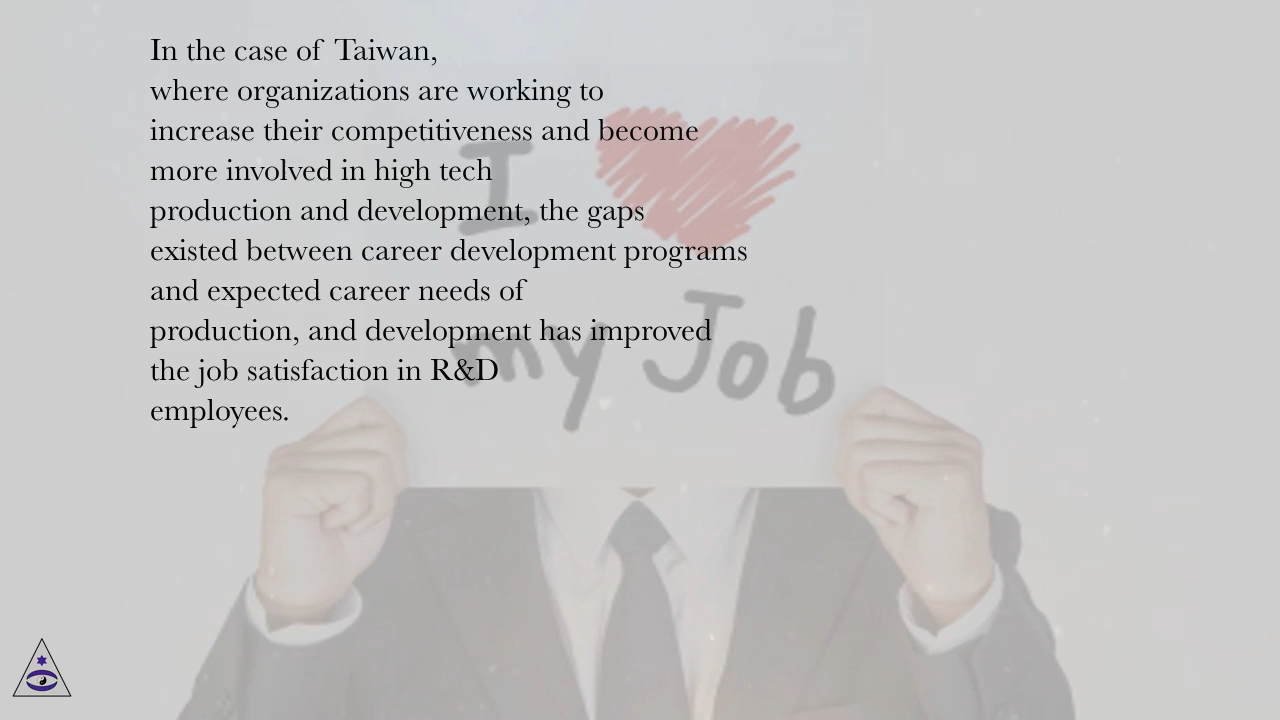 In the case of Taiwan,
where organizations are working to
increase their competitiveness and become
more involved in high tech
production and development, the gaps
existed between career development programs
and expected career needs of
production, and development has improved
the job satisfaction in R&D
employees.
I
my Job